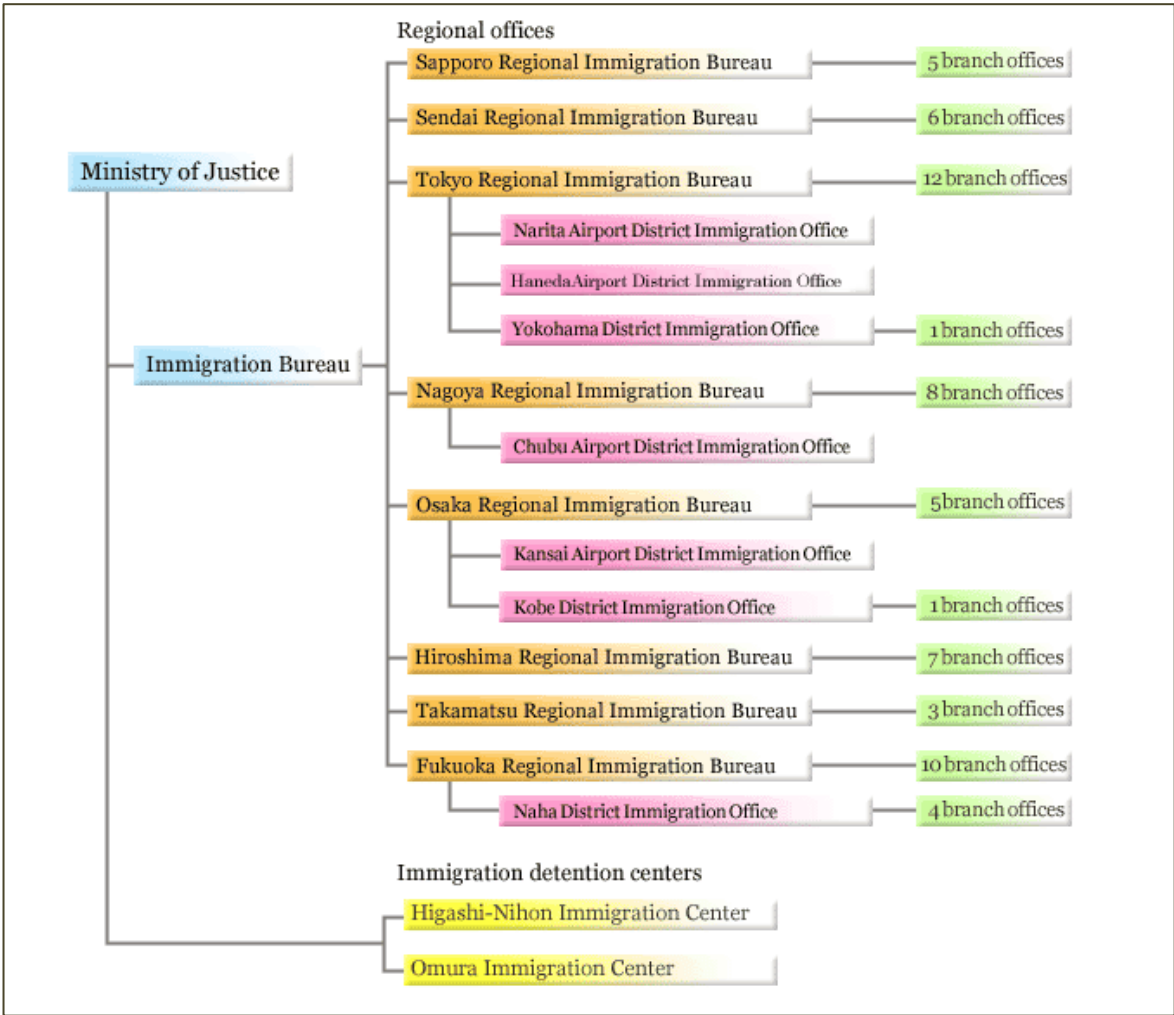 Regional offices
Sapporo Regional Immigration Bureau 5 branch offices
Sendai Regional Immigration Bureau 6 branch offices
Ministry of Justice
Tokyo Regional Immigration Bureau 12 branch offices
Narita Airport District Immigration Office
HanedaAirport District Immigration Office
Yokohama District Immigration Office 1 branch offices
Immigration Bureau
Nagoya Regional Immigration Bureau 8 branch offices
Chubu Airport District Immigration Office
Osaka Regional Immigration Bureau 5branch offices
Kansai Airport District Immigration Office
Kobe District Immigration Office 1 branch offices
Hiroshima Regional Immigration Bureau 7 branch offices
Takamatsu Regional Immigration Bureau 3 branch offices
Fukuoka Regional Immigration Bureau 10 branch offices
Naha District Immigration Office 4 branch offices
Immigration detention centers
Higashi-Nihon Immigration Center
Omura Immigration Center